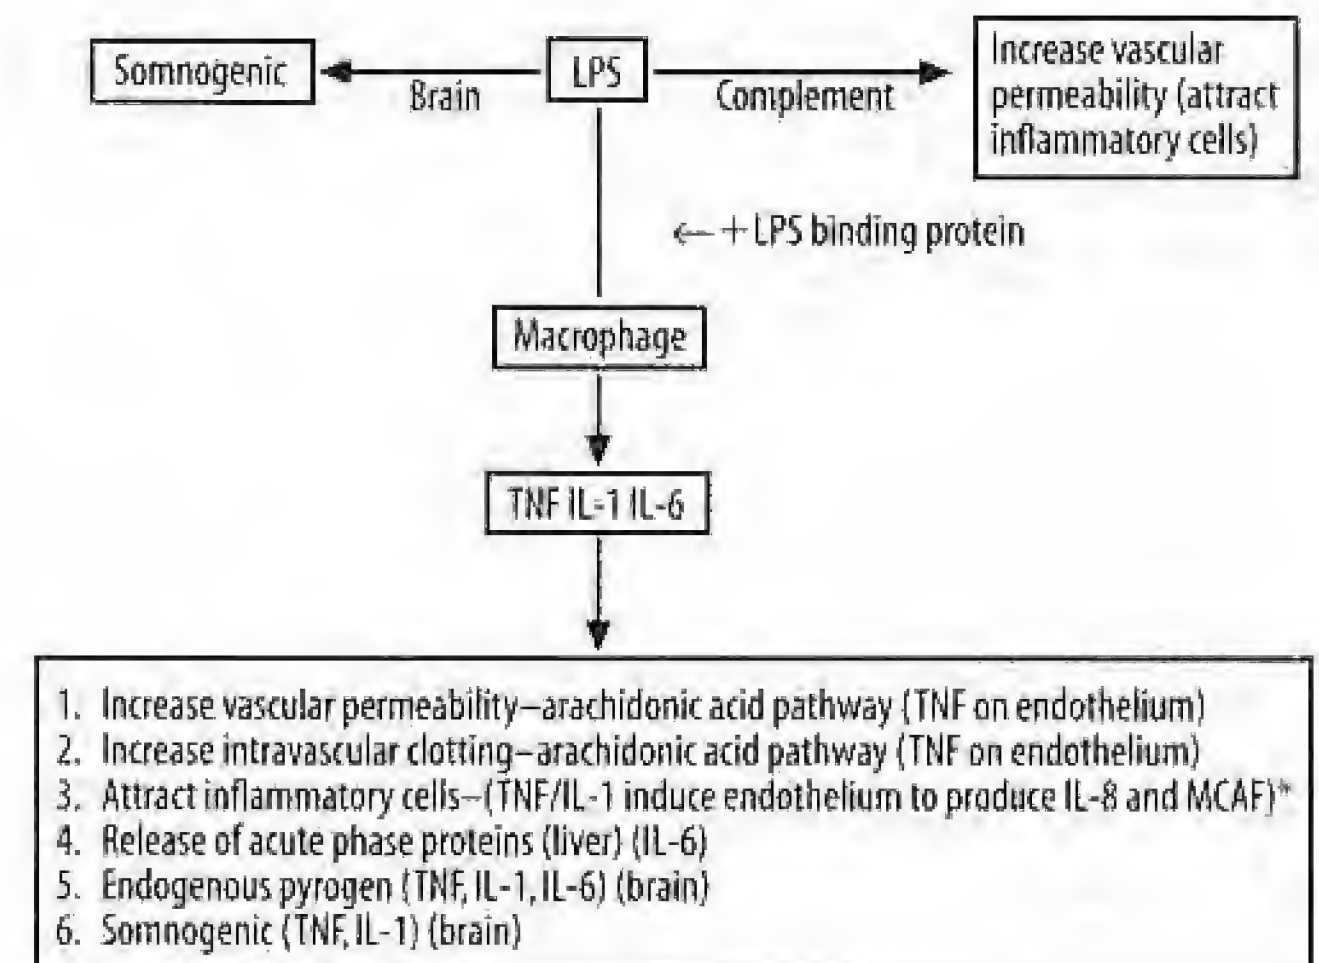 Somnogenic
Brain
LPS
Complement
Increase vascular
permeability (attract
inflammatory cells)
←+LPS binding protein
Macrophage
TNF IL-1 IL-6
1. Increase vascular permeability–arachidonic acid pathway (TNF on endothelium)
2. Increase intravascular clotting–arachidonic acid pathway (TNF on endothelium)
3. Attract inflammatory cells–(TNF/IL-1 induce endothelium to produce IL-8 and MCAF)*
4. Release of acute phase proteins (liver) (IL-6)
5. Endogenous pyrogen (TNF, IL-1, IL-6) (brain)
6. Somnogenic (TNF, IL-1) (brain)